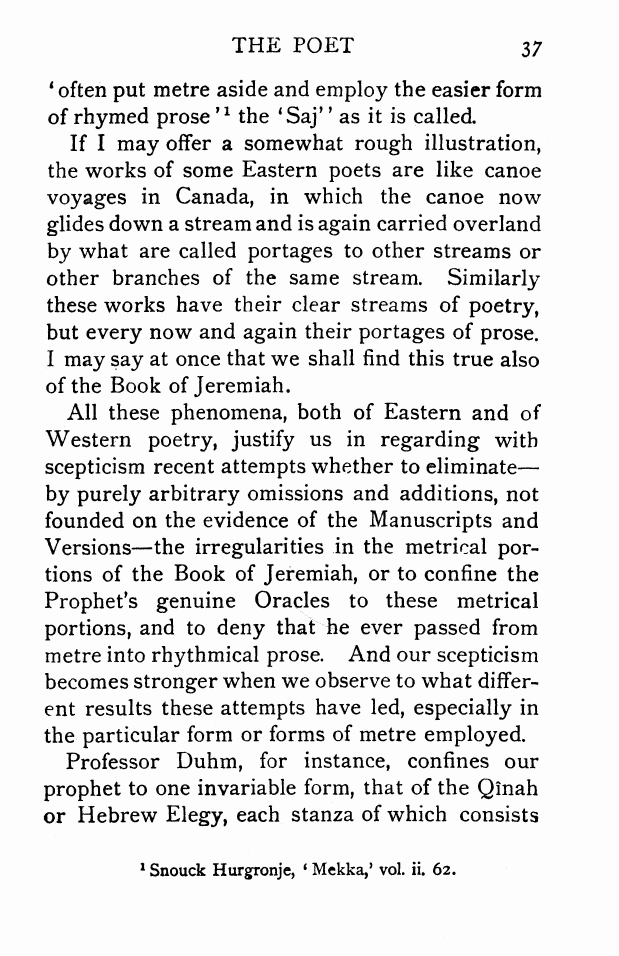 THE POET 37
‘often put metre aside and employ the easier form
of rhymed prose’¹ the ‘Saj’’ as it is called.
If I may offer a somewhat rough illustration,
the works of some Eastern poets are like canoe
voyages in Canada, in which the canoe now
glides down a stream and is again carried overland
by what are called portages to other streams or
other branches of the same stream. Similarly
these works have their clear streams of poetry,
but every now and again their portages of prose.
I may say at once that we shall find this true also
of the Book of Jeremiah.
All these phenomena, both of Eastern and of
Western poetry, justify us in regarding with
scepticism recent attempts whether to eliminate—
by purely arbitrary omissions and additions, not
founded on the evidence of the Manuscripts and
Versions—the irregularities in the metrical por-
tions of the Book of Jeremiah, or to confine the
Prophet's genuine Oracles to these metrical
portions, and to deny that he ever passed from
metre into rhythmical prose. And our scepticism
becomes stronger when we observe to what differ-
ent results these attempts have led, especially in
the particular form or forms of metre employed.
Professor Duhm, for instance, confines our
prophet to one invariable form, that of the Qînah
or Hebrew Elegy, each stanza of which consists
¹ Snouck Hurgronje, ‘Mekka,’ vol. ii. 62.